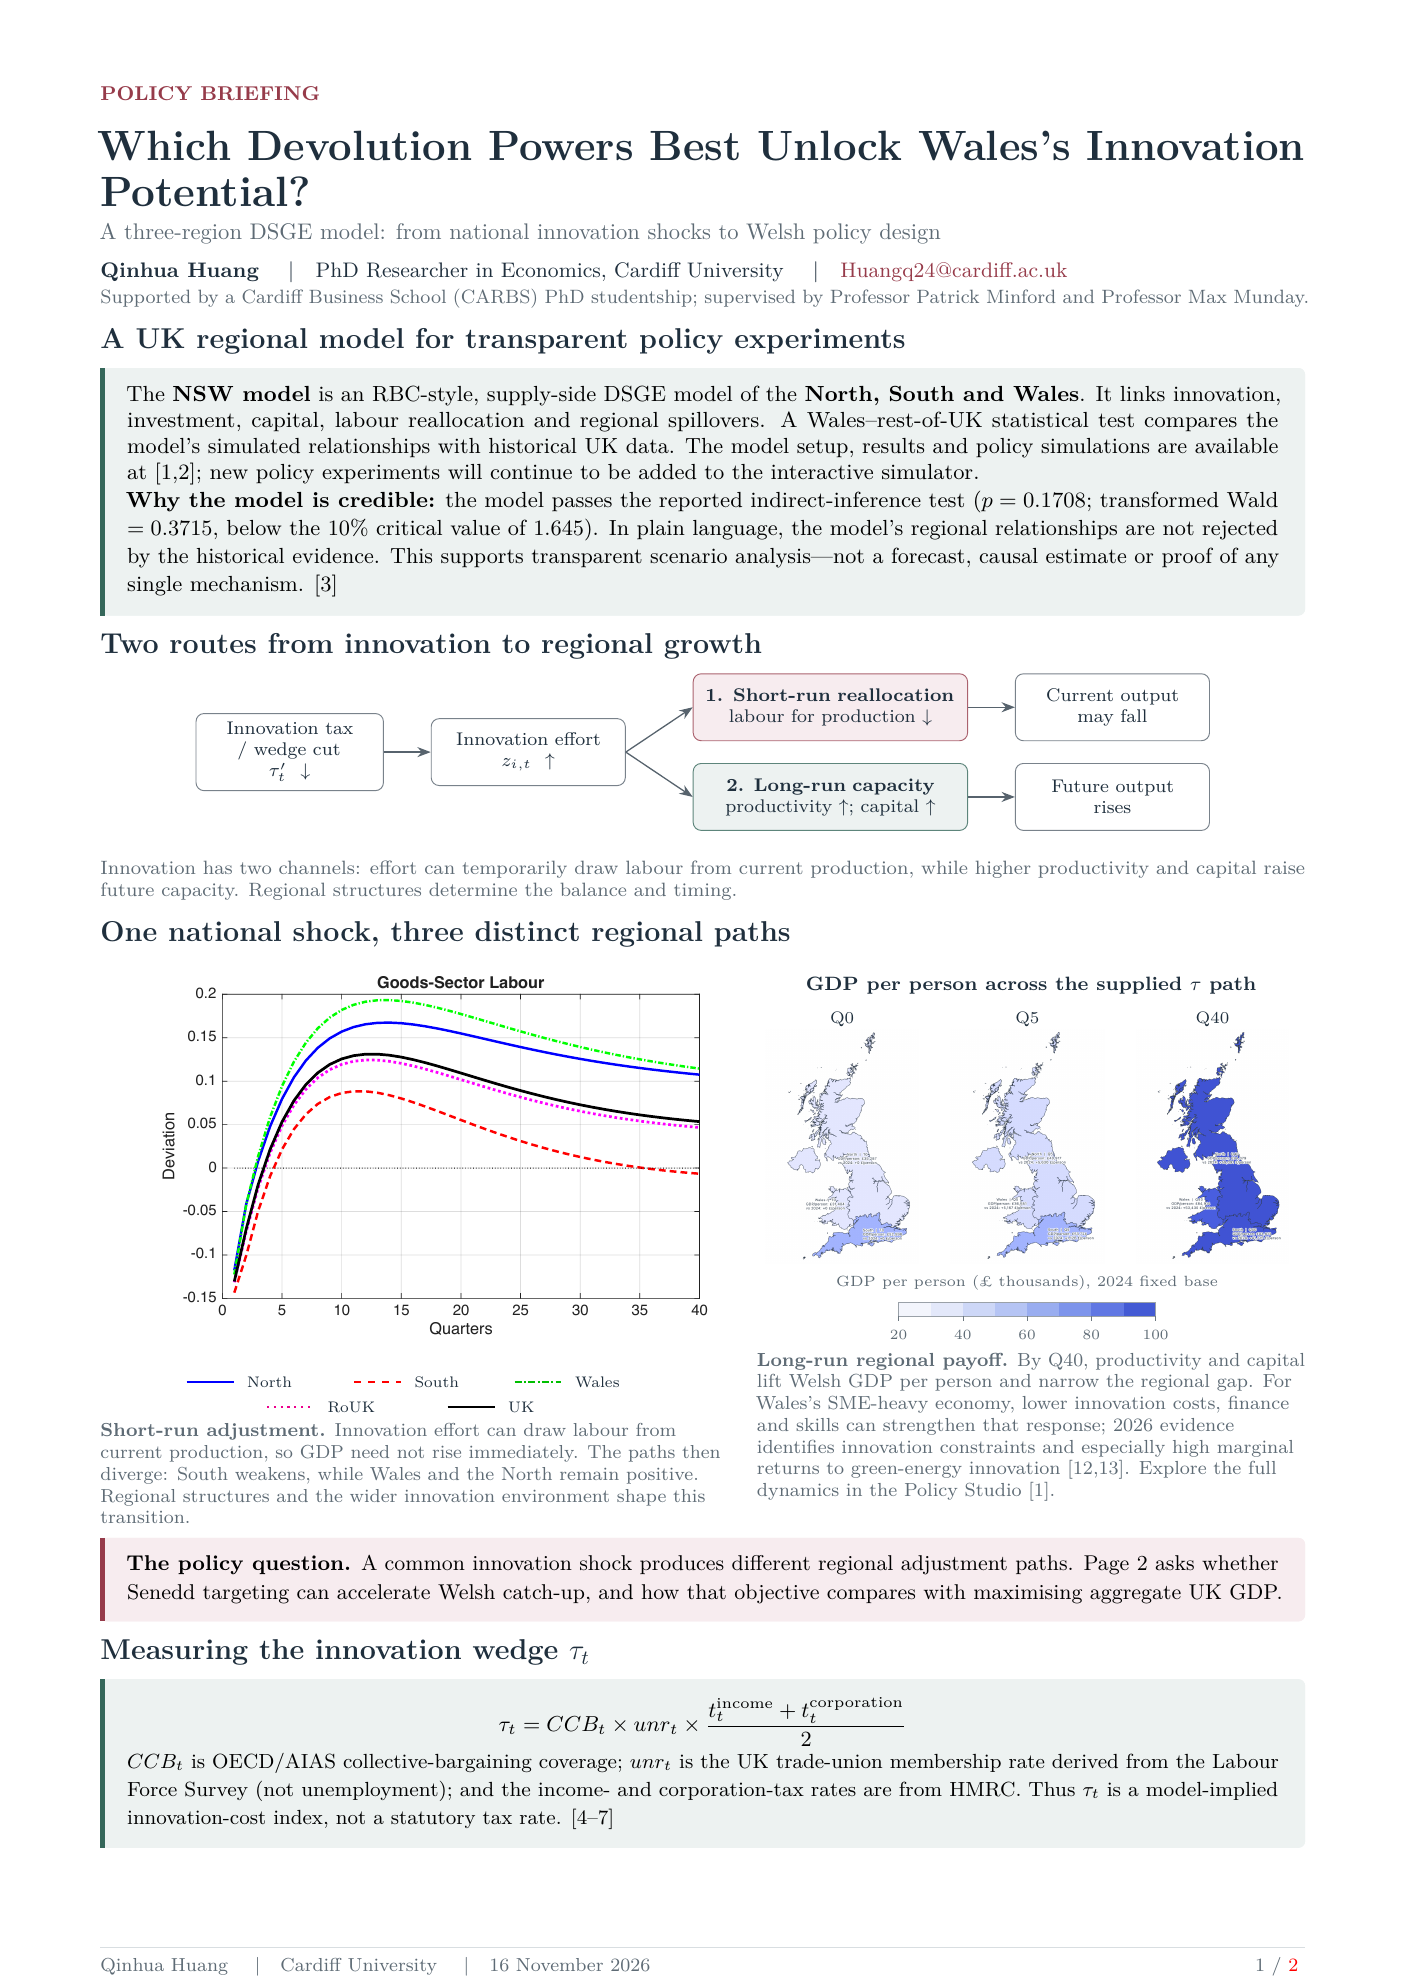 POLICY BRIEFING
Which Devolution Powers Best Unlock Wales's Innovation
Potential?
A three-region DSGE model: from national innovation shocks to Welsh policy design
Qinhua Huang | PhD Researcher in Economics, Cardiff University | Huangq24@cardiff.ac.uk
Supported by a Cardiff Business School (CARBS) PhD studentship; supervised by Professor Patrick Minford and Professor Max Munday.
A UK regional model for transparent policy experiments
The NSW model is an RBC-style, supply-side DSGE model of the North, South and Wales. It links innovation,
investment, capital, labour reallocation and regional spillovers. A Wales–rest-of-UK statistical test compares the
model's simulated relationships with historical UK data. The model setup, results and policy simulations are available
at [1,2]; new policy experiments will continue to be added to the interactive simulator.
Why the model is credible: the model passes the reported indirect-inference test (p = 0.1708; transformed Wald
= 0.3715, below the 10% critical value of 1.645). In plain language, the model's regional relationships are not rejected
by the historical evidence. This supports transparent scenario analysis—not a forecast, causal estimate or proof of any
single mechanism. [3]
Two routes from innovation to regional growth
Innovation tax
/ wedge cut
τ′t ↓
Innovation effort
zi,t ↑
1. Short-run reallocation
labour for production ↓
Current output
may fall
2. Long-run capacity
productivity ↑; capital ↑
Future output
rises
Innovation has two channels: effort can temporarily draw labour from current production, while higher productivity and capital raise
future capacity. Regional structures determine the balance and timing.
One national shock, three distinct regional paths
Goods-Sector Labour
0.2
0.15
0.1
0.05
0
-0.05
-0.1
-0.15
Deviation
0 5 10 15 20 25 30 35 40
Quarters
North South Wales
RoUK UK
Short-run adjustment. Innovation effort can draw labour from
current production, so GDP need not rise immediately. The paths then
diverge: South weakens, while Wales and the North remain positive.
Regional structures and the wider innovation environment shape this
transition.
GDP per person across the supplied τ path
Q0 Q5 Q40
GDP per person (£ thousands), 2024 fixed base
20 40 60 80 100
Long-run regional payoff. By Q40, productivity and capital
lift Welsh GDP per person and narrow the regional gap. For
Wales's SME-heavy economy, lower innovation costs, finance
and skills can strengthen that response; 2026 evidence
identifies innovation constraints and especially high marginal
returns to green-energy innovation [12,13]. Explore the full
dynamics in the Policy Studio [1].
The policy question. A common innovation shock produces different regional adjustment paths. Page 2 asks whether
Senedd targeting can accelerate Welsh catch-up, and how that objective compares with maximising aggregate UK GDP.
Measuring the innovation wedge τt
τt = CCBt × unrt × (t income t + t corporation t) / 2
CCBt is OECD/AIAS collective-bargaining coverage; unrt is the UK trade-union membership rate derived from the Labour
Force Survey (not unemployment); and the income- and corporation-tax rates are from HMRC. Thus τt is a model-implied
innovation-cost index, not a statutory tax rate. [4–7]
Qinhua Huang | Cardiff University | 16 November 2026 1 / 2